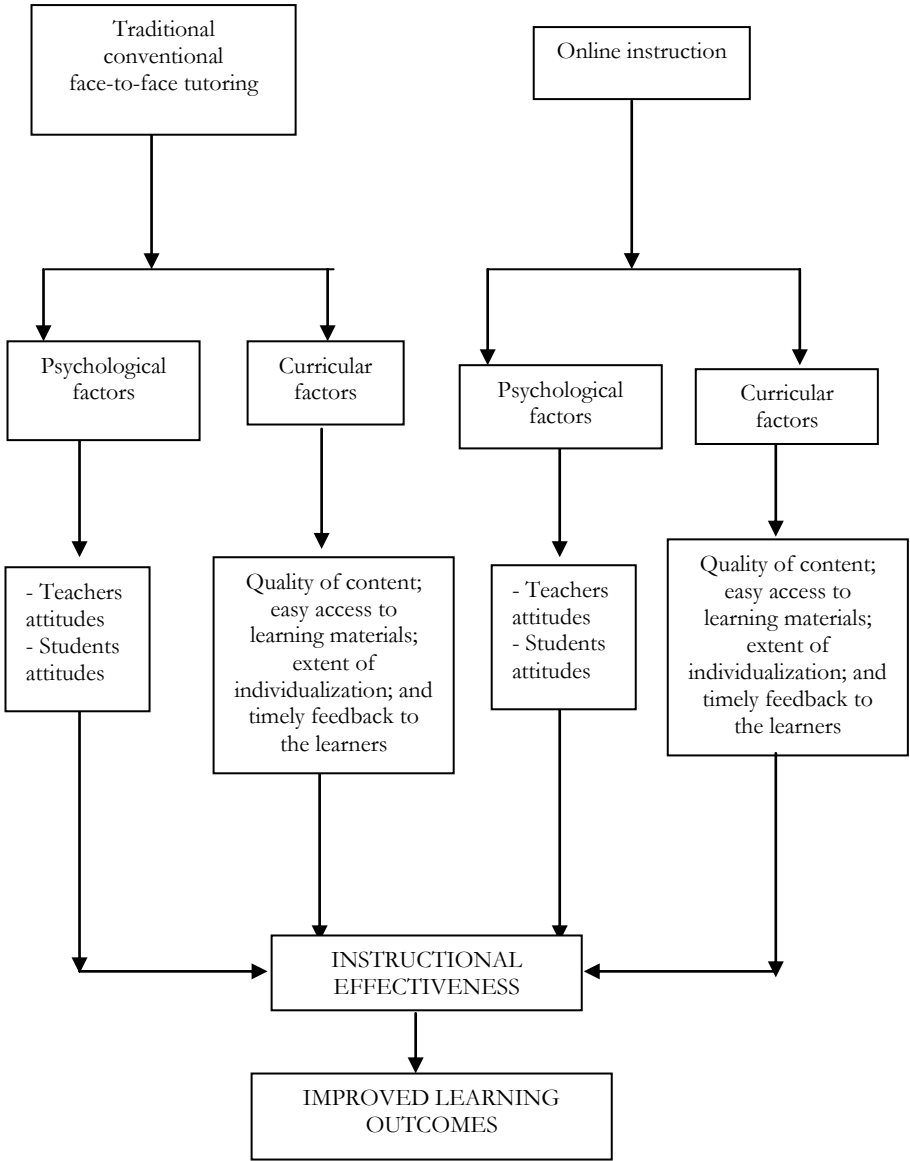 Traditional
conventional
face-to-face tutoring
Online instruction
Psychological
factors
Curricular
factors
Psychological
factors
Curricular
factors
- Teachers
attitudes
- Students
attitudes
Quality of content;
easy access to
learning materials;
extent of
individualization; and
timely feedback to
the learners
- Teachers
attitudes
- Students
attitudes
Quality of content;
easy access to
learning materials;
extent of
individualization; and
timely feedback to
the learners
INSTRUCTIONAL
EFFECTIVENESS
IMPROVED LEARNING
OUTCOMES